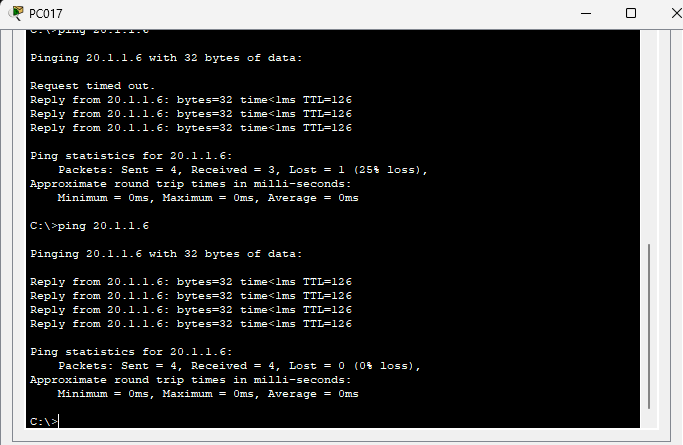 PC017
C:\>ping 20.1.1.6
Pinging 20.1.1.6 with 32 bytes of data:
Request timed out.
Reply from 20.1.1.6: bytes=32 time<1ms TTL=126
Reply from 20.1.1.6: bytes=32 time<1ms TTL=126
Reply from 20.1.1.6: bytes=32 time<1ms TTL=126
Ping statistics for 20.1.1.6:
    Packets: Sent = 4, Received = 3, Lost = 1 (25% loss),
Approximate round trip times in milli-seconds:
    Minimum = 0ms, Maximum = 0ms, Average = 0ms
C:\>ping 20.1.1.6
Pinging 20.1.1.6 with 32 bytes of data:
Reply from 20.1.1.6: bytes=32 time<1ms TTL=126
Reply from 20.1.1.6: bytes=32 time<1ms TTL=126
Reply from 20.1.1.6: bytes=32 time<1ms TTL=126
Reply from 20.1.1.6: bytes=32 time<1ms TTL=126
Ping statistics for 20.1.1.6:
    Packets: Sent = 4, Received = 4, Lost = 0 (0% loss),
Approximate round trip times in milli-seconds:
    Minimum = 0ms, Maximum = 0ms, Average = 0ms
C:\>